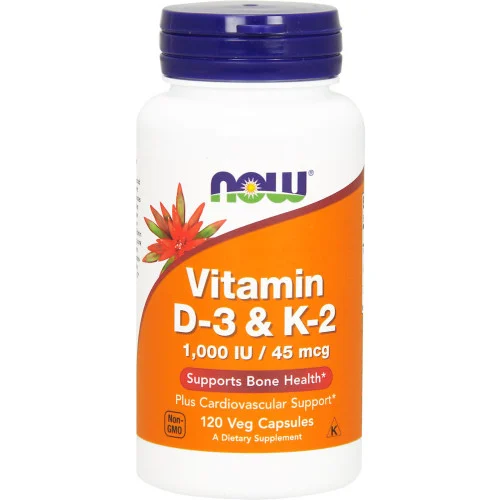 now®
Vitamin
D-3 & K-2
1,000 IU / 45 mcg
Supports Bone Health*
Plus Cardiovascular Support*
Non-
GMO
120 Veg Capsules
A Dietary Supplement
K